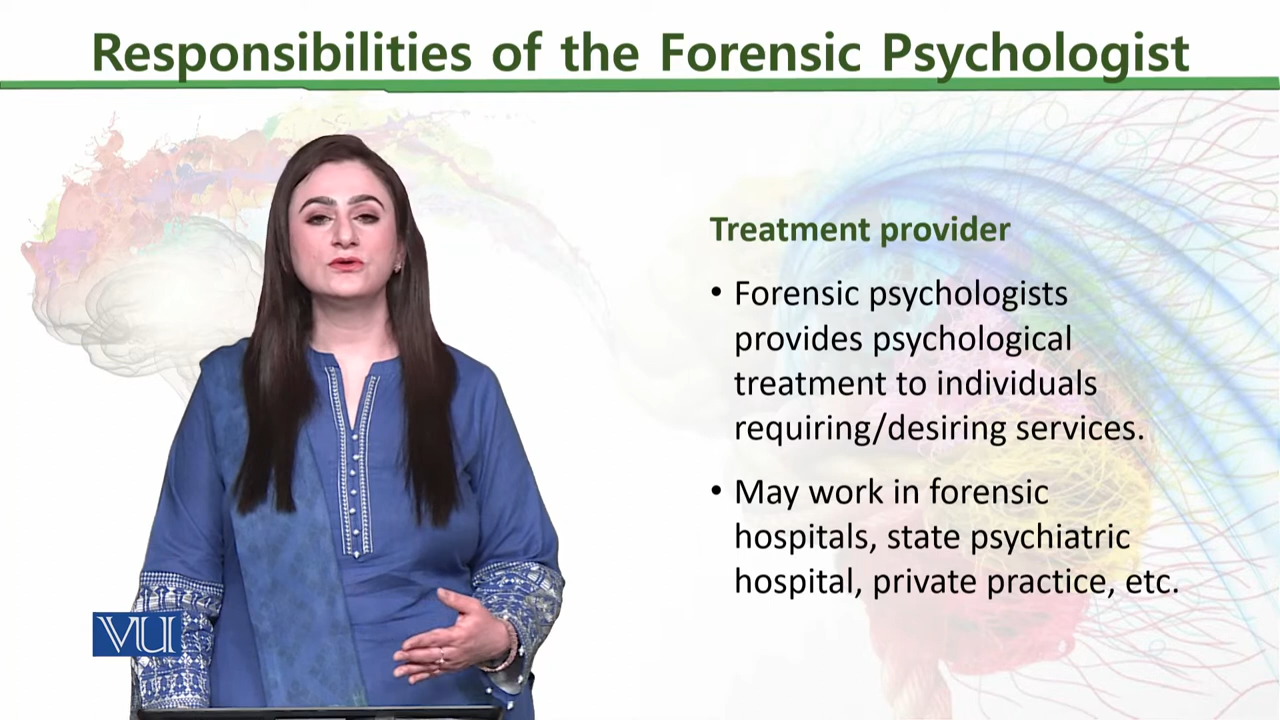 Responsibilities of the Forensic Psychologist
Treatment provider
• Forensic psychologists
provides psychological
treatment to individuals
requiring/desiring services.
• May work in forensic
hospitals, state psychiatric
hospital, private practice, etc.
VU